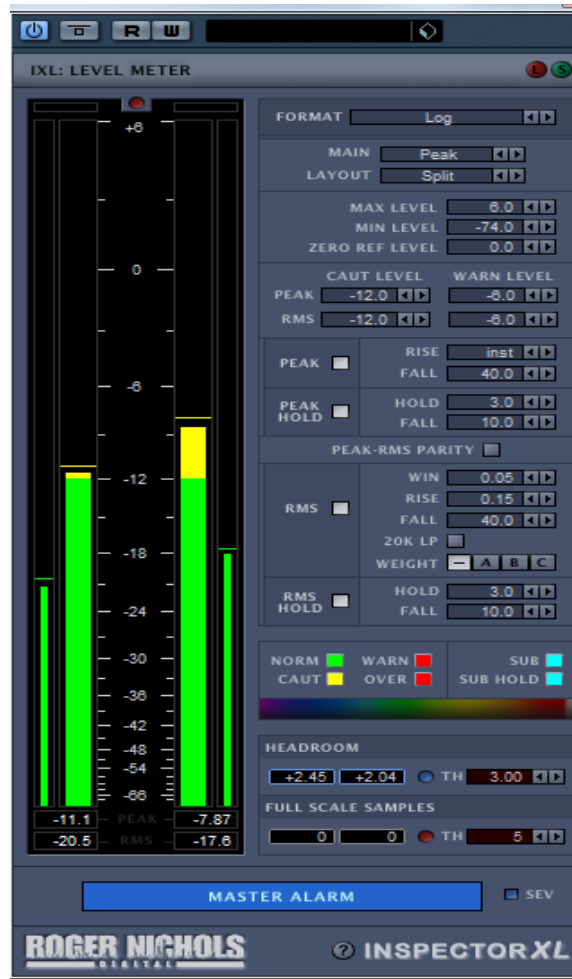 R W
IXL: LEVEL METER L S
+6
0
-6
-12
-18
-24
-30
-36
-42
-48
-54
-66
-11.1 PEAK -7.87
-20.5 RMS -17.6
FORMAT Log
MAIN Peak
LAYOUT Split
MAX LEVEL 6.0
MIN LEVEL -74.0
ZERO REF LEVEL 0.0
CAUT LEVEL WARN LEVEL
PEAK -12.0 -6.0
RMS -12.0 -6.0
PEAK
RISE inst
FALL 40.0
PEAK HOLD
HOLD 3.0
FALL 10.0
PEAK-RMS PARITY
RMS
WIN 0.05
RISE 0.15
FALL 40.0
20K LP
WEIGHT – A B C
RMS HOLD
HOLD 3.0
FALL 10.0
NORM WARN SUB
CAUT OVER SUB HOLD
HEADROOM
+2.45 +2.04 TH 3.00
FULL SCALE SAMPLES
0 0 TH 5
MASTER ALARM SEV
ROGER NICHOLS
DIGITAL
? INSPECTOR XL